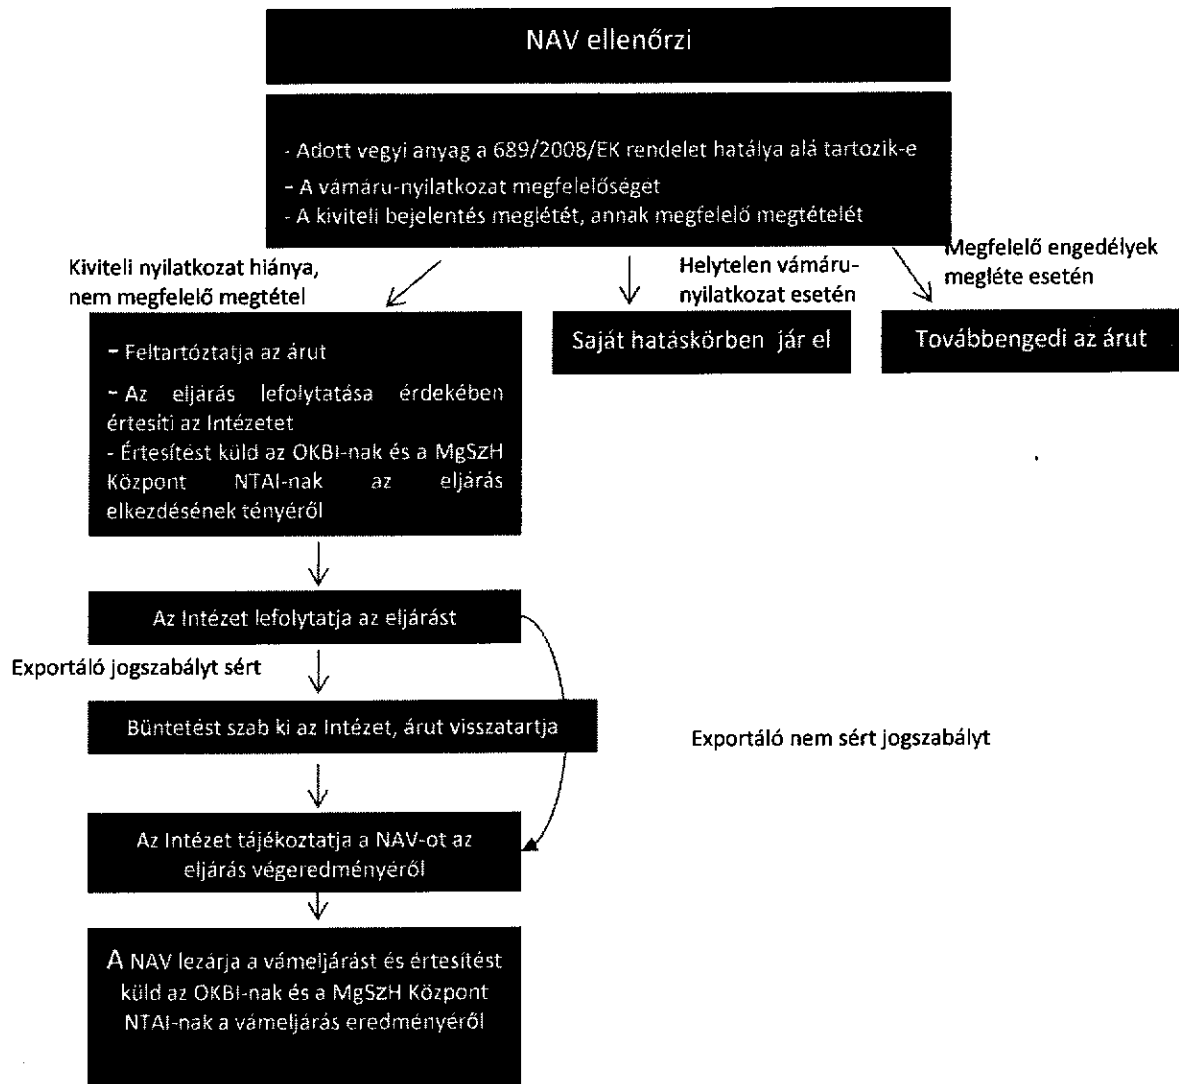 NAV ellenőrzi
- Adott vegyi anyag a 689/2008/EK rendelet hatálya alá tartozik-e
- A vámáru-nyilatkozat megfelelőségét
- A kiviteli bejelentés meglétét, annak megfelelő megtételét
Kiviteli nyilatkozat hiánya,
nem megfelelő megtétel
Helytelen vámáru-
nyilatkozat esetén
Megfelelő engedélyek
megléte esetén
- Feltartóztatja az árut
- Az eljárás lefolytatása érdekében
értesíti az Intézetet
- Értesítést küld az OKBI-nak és a MgSzH
Központ NTAI-nak az eljárás
elkezdésének tényéről
Saját hatáskörben jár el
Továbbengedi az árut
Az Intézet lefolytatja az eljárást
Exportáló jogszabályt sért
Büntetést szab ki az Intézet, árut visszatartja
Exportáló nem sért jogszabályt
Az Intézet tájékoztatja a NAV-ot az
eljárás végeredményéről
A NAV lezárja a vámeljárást és értesítést
küld az OKBI-nak és a MgSzH Központ
NTAI-nak a vámeljárás eredményéről